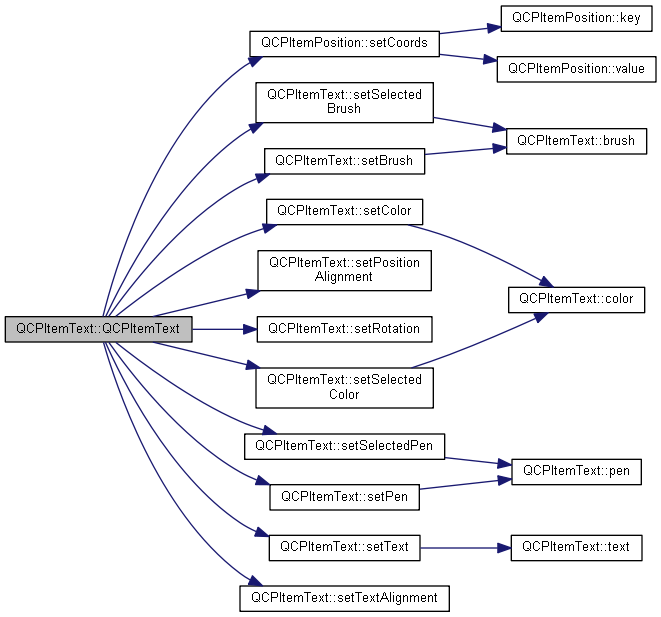 QCPItemText::QCPItemText
QCPItemPosition::setCoords
QCPItemPosition::key
QCPItemPosition::value
QCPItemText::setSelected
Brush
QCPItemText::setBrush
QCPItemText::brush
QCPItemText::setColor
QCPItemText::setPosition
Alignment
QCPItemText::setRotation
QCPItemText::setSelected
Color
QCPItemText::color
QCPItemText::setSelectedPen
QCPItemText::setPen
QCPItemText::pen
QCPItemText::setText
QCPItemText::text
QCPItemText::setTextAlignment